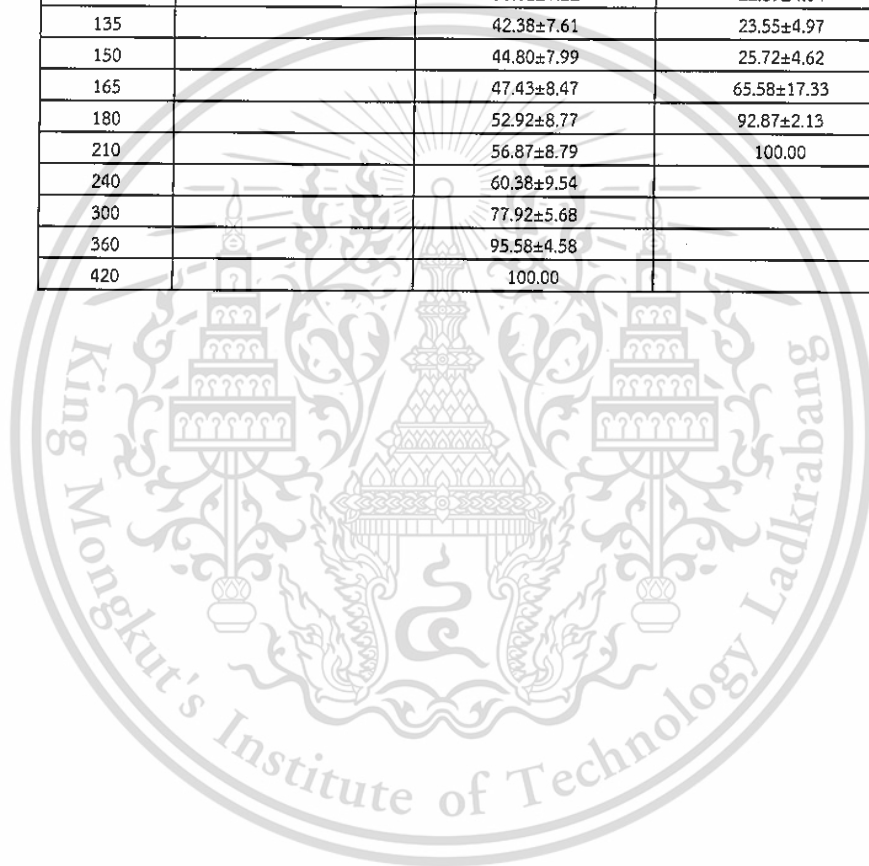 135 42.38±7.61 23.55±4.97
150 44.80±7.99 25.72±4.62
165 47.43±8.47 65.58±17.33
180 52.92±8.77 92.87±2.13
210 56.87±8.79 100.00
240 60.38±9.54
300 77.92±5.68
360 95.58±4.58
420 100.00
King Mongkut's Institute of Technology Ladkrabang